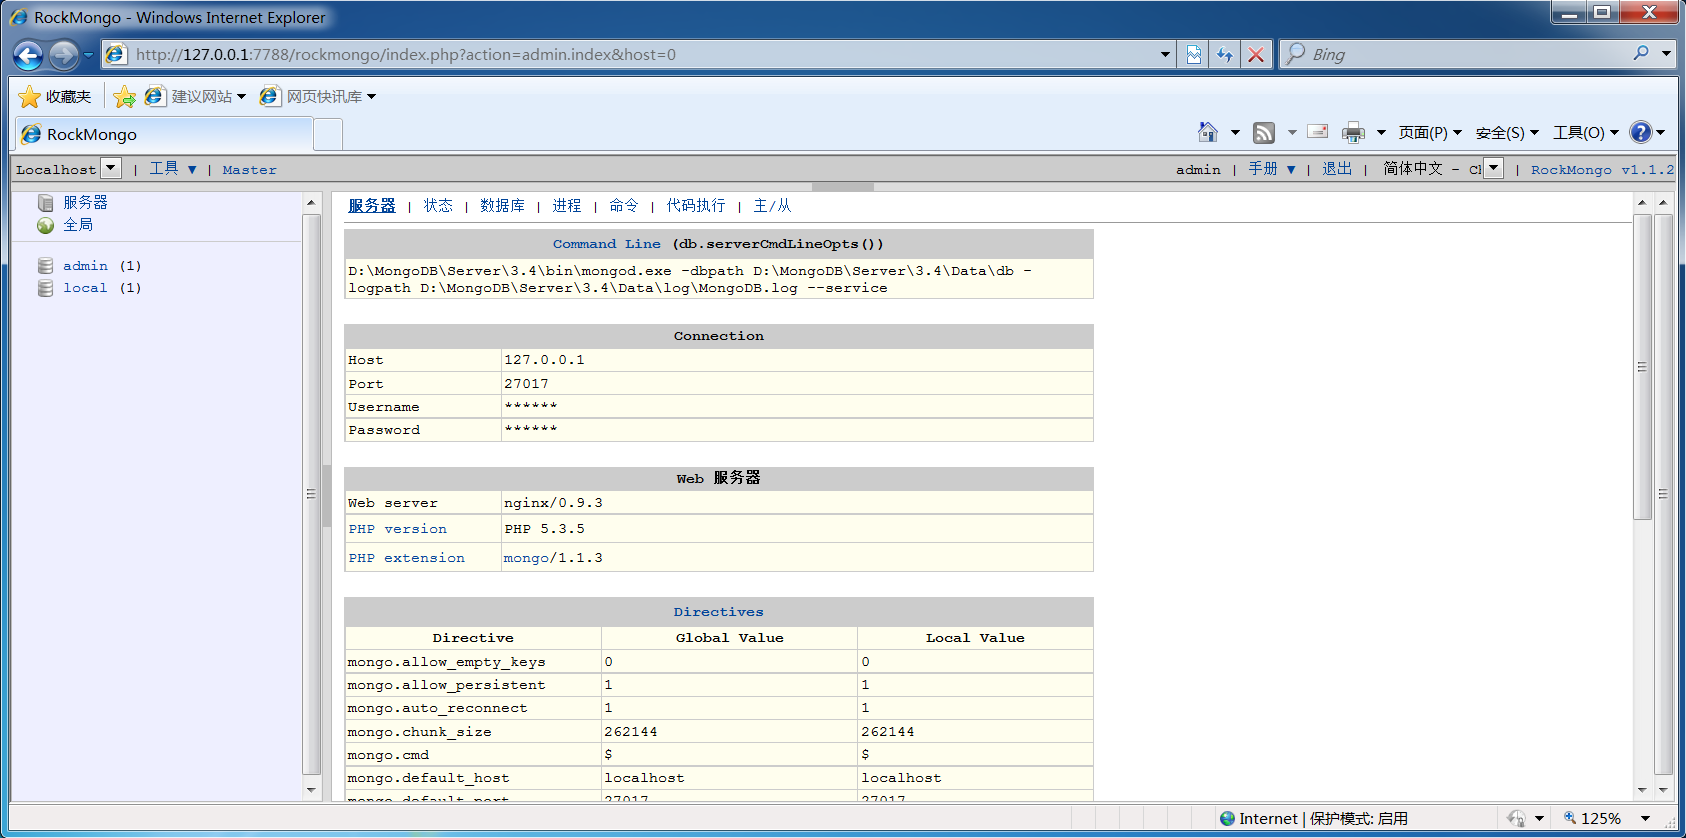 RockMongo - Windows Internet Explorer
http://127.0.0.1:7788/rockmongo/index.php?action=admin.index&host=0
Bing
收藏夹 建议网站 网页快讯库
RockMongo
页面(P) 安全(S) 工具(O)
Localhost | 工具 ▼ | Master
admin | 手册 ▼ | 退出 | 简体中文 - | RockMongo v1.1.2
服务器
全局
admin (1)
local (1)
服务器 | 状态 | 数据库 | 进程 | 命令 | 代码执行 | 主/从
Command Line (db.serverCmdLineOpts())
D:\MongoDB\Server\3.4\bin\mongod.exe -dbpath D:\MongoDB\Server\3.4\Data\db -
logpath D:\MongoDB\Server\3.4\Data\log\MongoDB.log --service
Connection
Host 127.0.0.1
Port 27017
Username ******
Password ******
Web 服务器
Web server nginx/0.9.3
PHP version PHP 5.3.5
PHP extension mongo/1.1.3
Directives
Directive Global Value Local Value
mongo.allow_empty_keys 0 0
mongo.allow_persistent 1 1
mongo.auto_reconnect 1 1
mongo.chunk_size 262144 262144
mongo.cmd $ $
mongo.default_host localhost localhost
mongo.default_port 27017 27017
Internet | 保护模式: 启用
125%